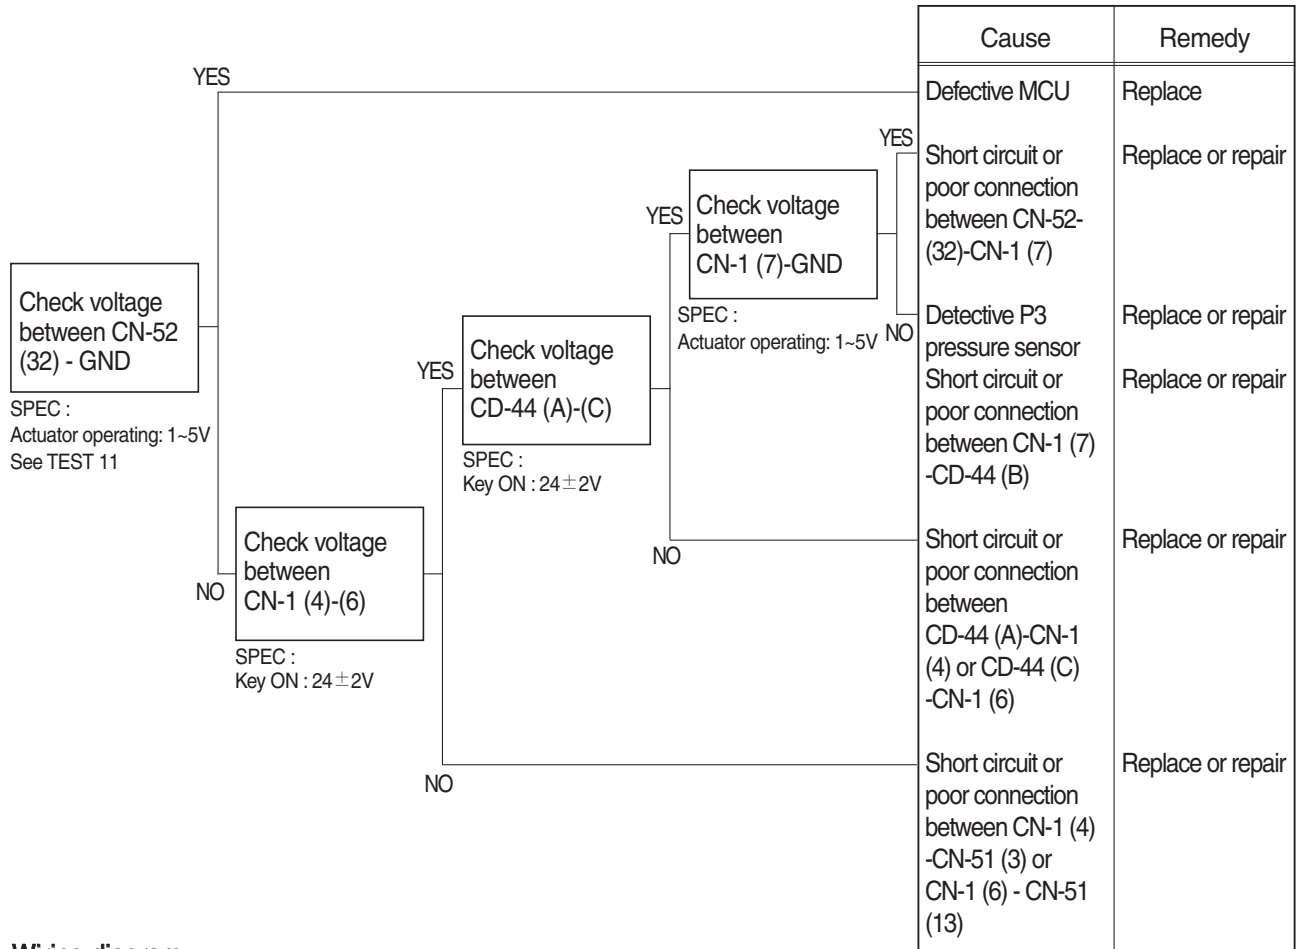 Cause
Remedy
YES
Defective MCU
Replace
YES
Short circuit or
poor connection
between CN-52-
(32)-CN-1 (7)
Replace or repair
YES
Check voltage
between
CN-1 (7)-GND
SPEC :
Actuator operating: 1~5V
NO
Detective P3
pressure sensor
Replace or repair
Short circuit or
poor connection
between CN-1 (7)
-CD-44 (B)
Replace or repair
Check voltage
between CN-52
(32) - GND
SPEC :
Actuator operating: 1~5V
See TEST 11
YES
Check voltage
between
CD-44 (A)-(C)
SPEC :
Key ON : 24±2V
NO
Short circuit or
poor connection
between
CD-44 (A)-CN-1
(4) or CD-44 (C)
-CN-1 (6)
Replace or repair
NO
Check voltage
between
CN-1 (4)-(6)
SPEC :
Key ON : 24±2V
NO
Short circuit or
poor connection
between CN-1 (4)
-CN-51 (3) or
CN-1 (6) - CN-51
(13)
Replace or repair
Wiring diagram